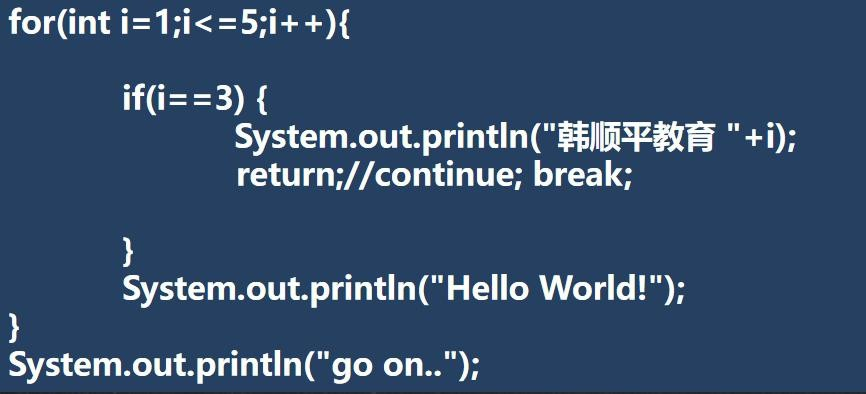 for(int i=1;i<=5;i++){
if(i==3) {
System.out.println("韩顺平教育 "+i);
return;//continue; break;
}
System.out.println("Hello World!");
}
System.out.println("go on..");